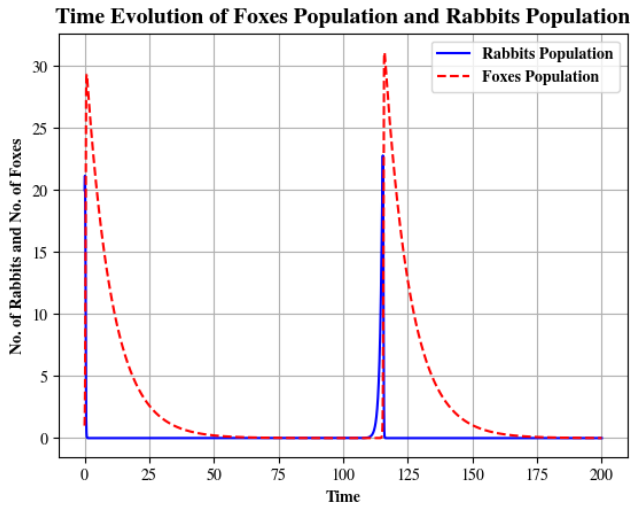 Time Evolution of Foxes Population and Rabbits Population
Rabbits Population
Foxes Population
No. of Rabbits and No. of Foxes
30
25
20
15
10
5
0
0 25 50 75 100 125 150 175 200
Time